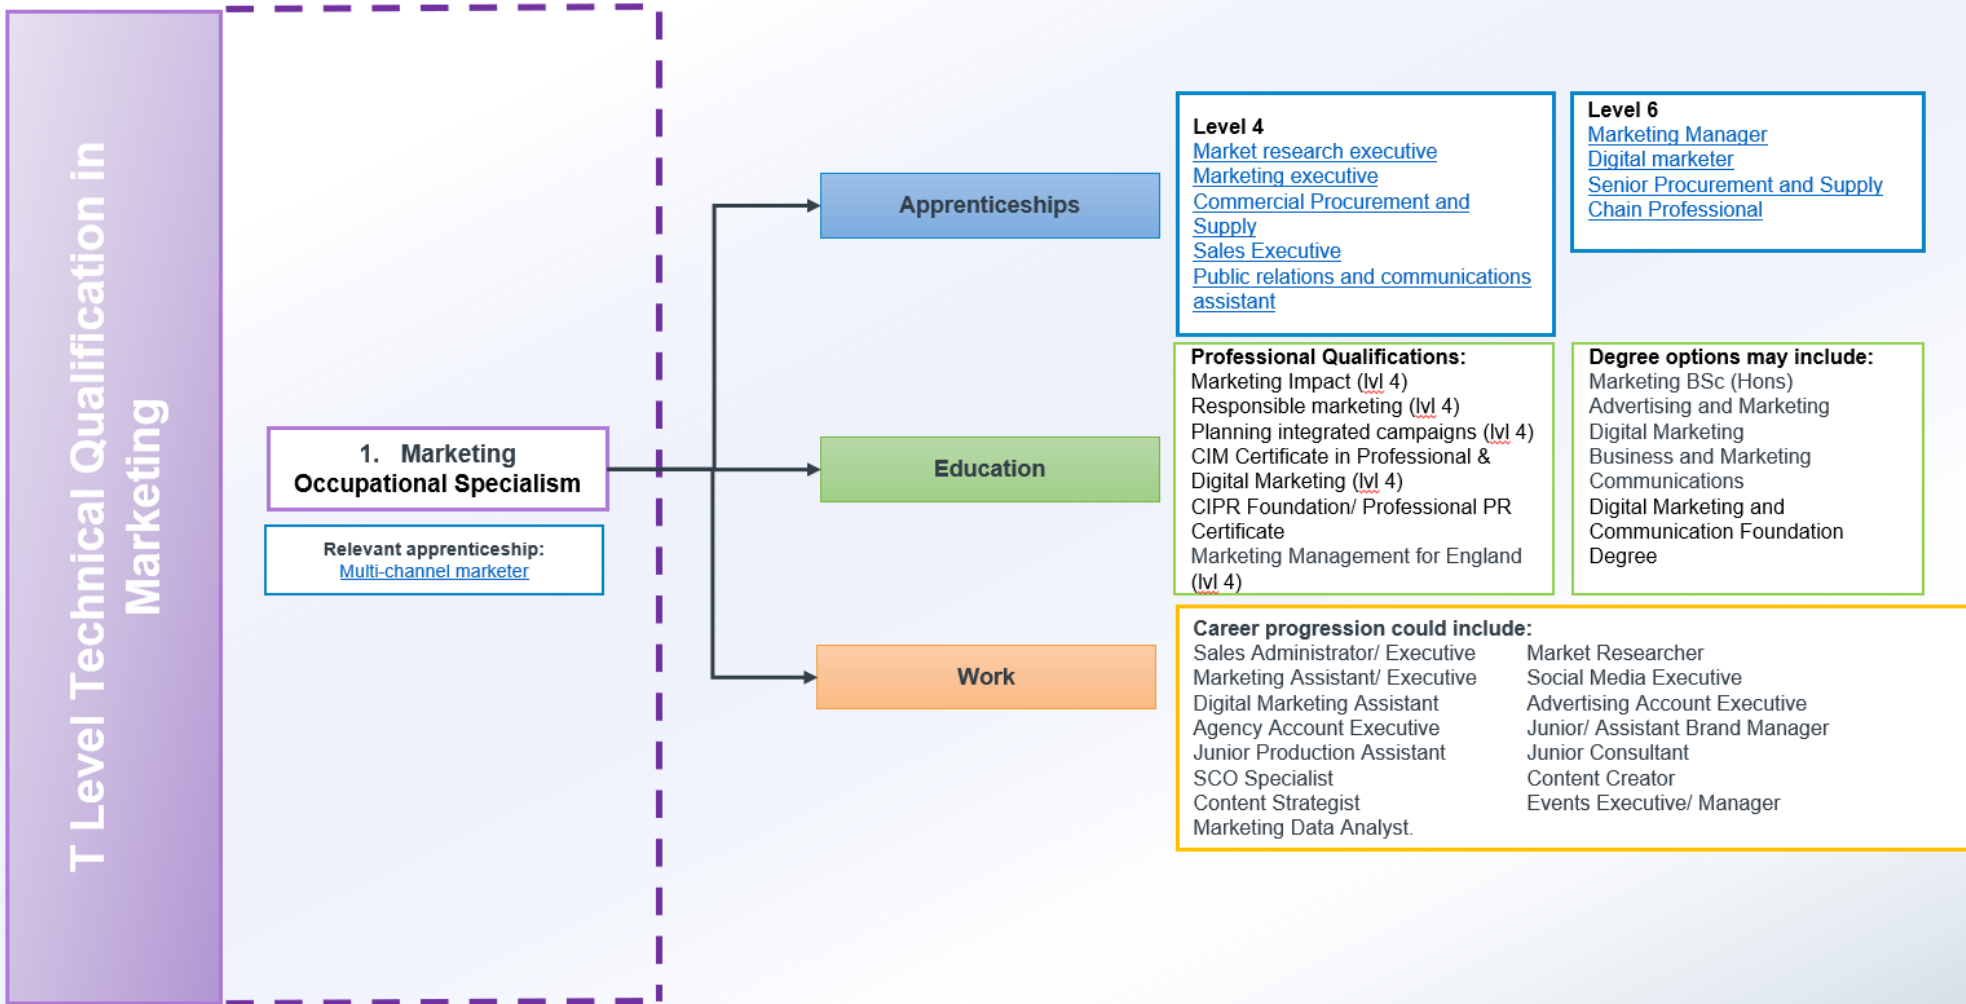 T Level Technical Qualification in
Marketing
1. Marketing
Occupational Specialism
Relevant apprenticeship:
Multi-channel marketer
Apprenticeships
Level 4
Market research executive
Marketing executive
Commercial Procurement and
Supply
Sales Executive
Public relations and communications
assistant
Level 6
Marketing Manager
Digital marketer
Senior Procurement and Supply
Chain Professional
Education
Professional Qualifications:
Marketing Impact (lvl 4)
Responsible marketing (lvl 4)
Planning integrated campaigns (lvl 4)
CIM Certificate in Professional &
Digital Marketing (lvl 4)
CIPR Foundation/ Professional PR
Certificate
Marketing Management for England
(lvl 4)
Degree options may include:
Marketing BSc (Hons)
Advertising and Marketing
Digital Marketing
Business and Marketing
Communications
Digital Marketing and
Communication Foundation
Degree
Work
Career progression could include:
Sales Administrator/ Executive
Marketing Assistant/ Executive
Digital Marketing Assistant
Agency Account Executive
Junior Production Assistant
SCO Specialist
Content Strategist
Marketing Data Analyst.
Market Researcher
Social Media Executive
Advertising Account Executive
Junior/ Assistant Brand Manager
Junior Consultant
Content Creator
Events Executive/ Manager